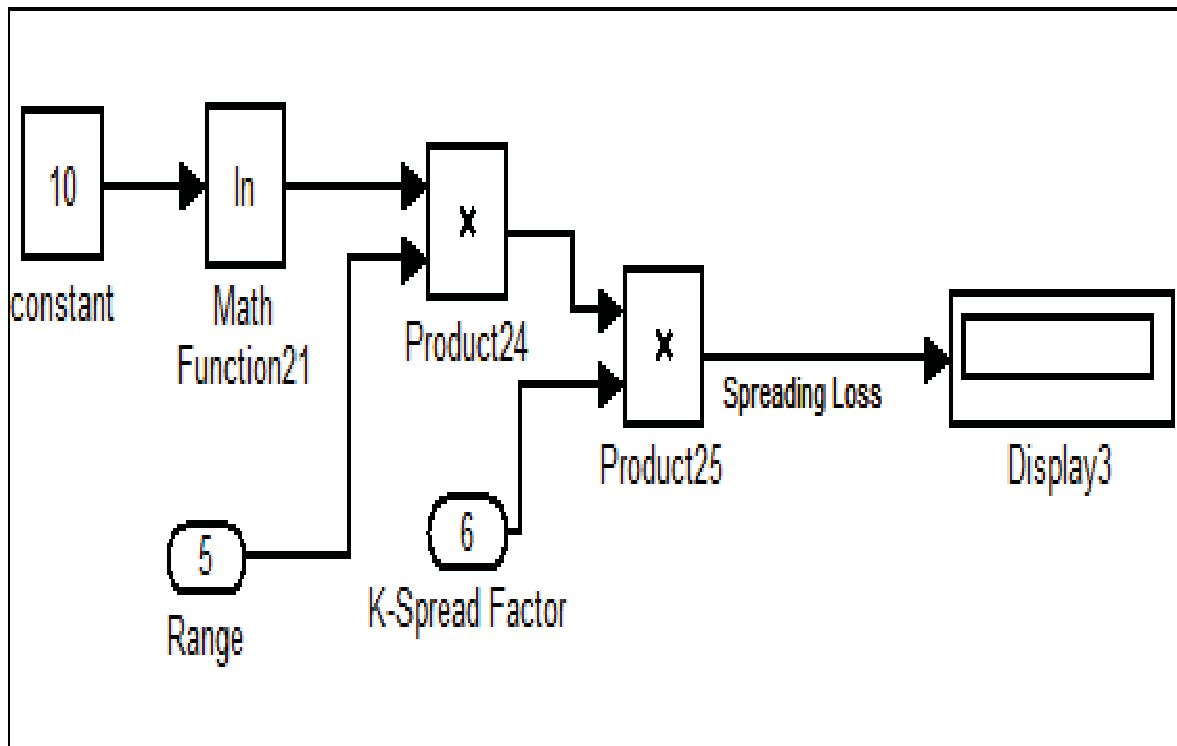 10
constant
ln
Math
Function21
x
Product24
x
Product25
Spreading Loss
Display3
5
Range
6
K-Spread Factor